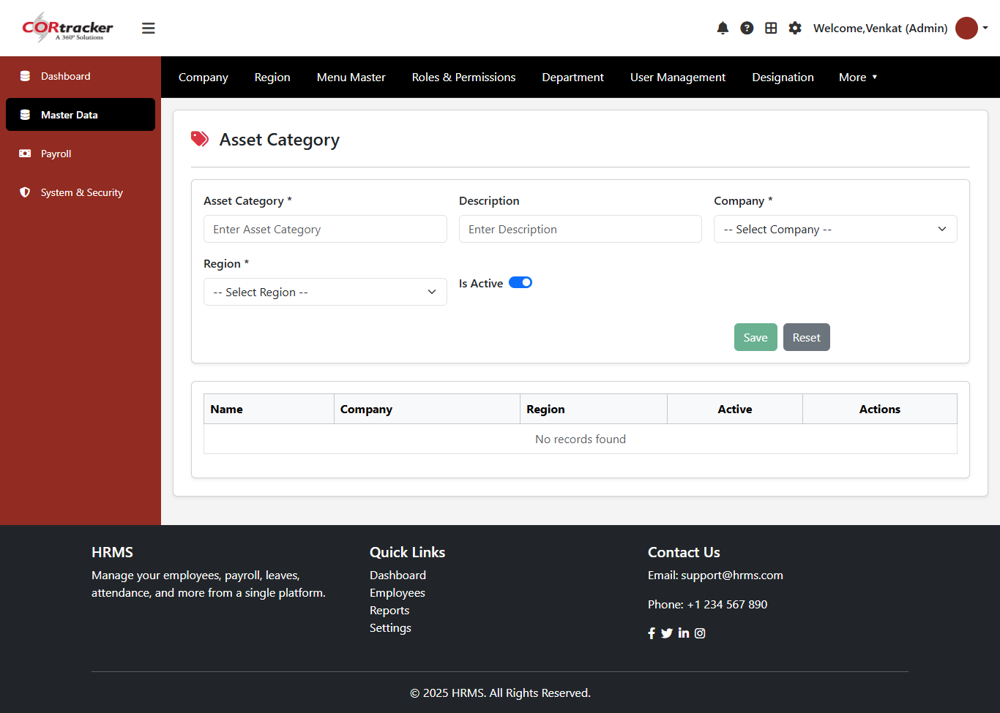 CORtracker
A 360º Solutions
Welcome,Venkat (Admin)
Dashboard
Master Data
Payroll
System & Security
Company
Region
Menu Master
Roles & Permissions
Department
User Management
Designation
More
Asset Category
Asset Category *
Description
Company *
Enter Asset Category
Enter Description
-- Select Company --
Region *
-- Select Region --
Is Active
Save
Reset
Name
Company
Region
Active
Actions
No records found
HRMS
Manage your employees, payroll, leaves,
attendance, and more from a single platform.
Quick Links
Dashboard
Employees
Reports
Settings
Contact Us
Email: support@hrms.com
Phone: +1 234 567 890
© 2025 HRMS. All Rights Reserved.